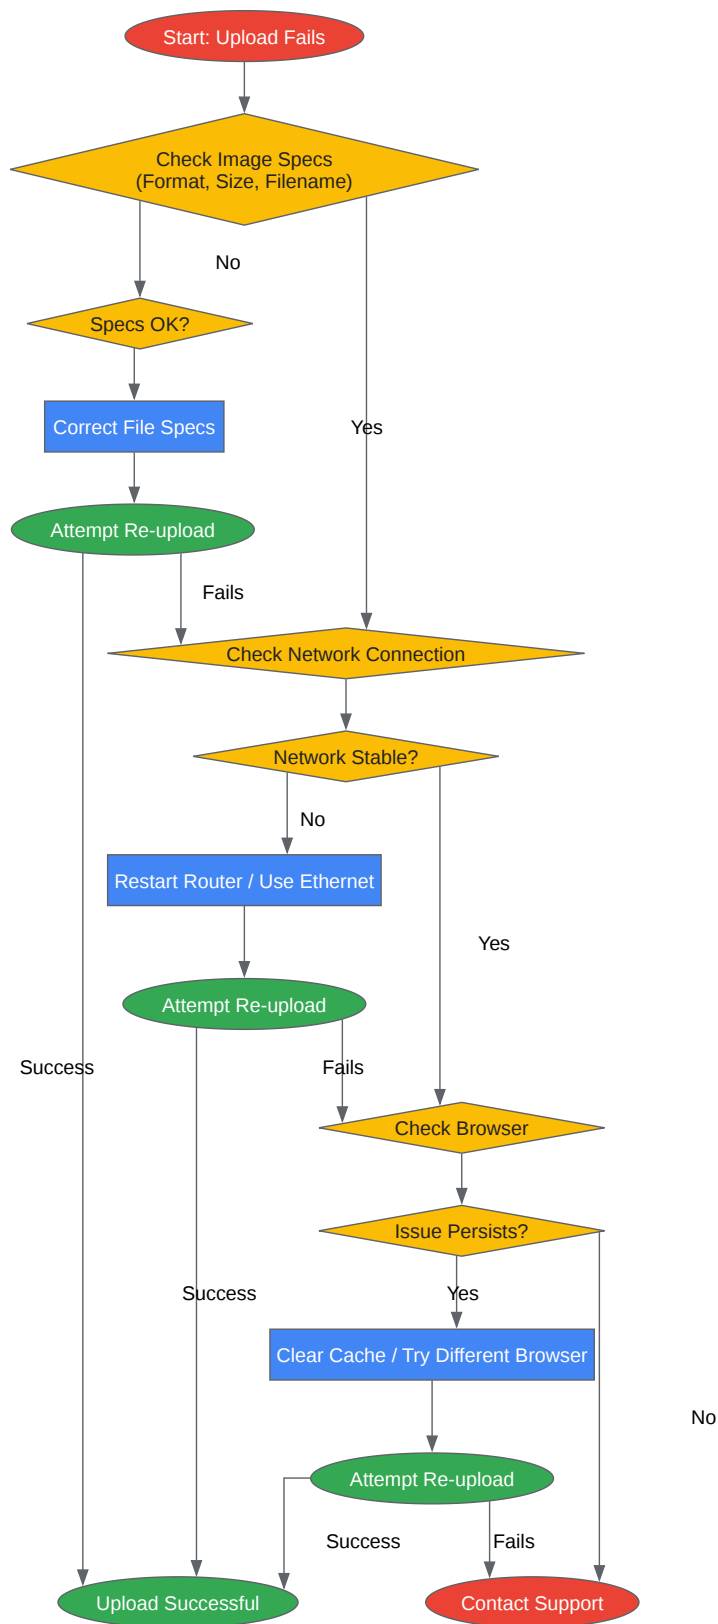 Start: Upload Fails
Check Image Specs
(Format, Size, Filename)
No
Specs OK?
Correct File Specs
Yes
Attempt Re-upload
Fails
Check Network Connection
Network Stable?
No
Restart Router / Use Ethernet
Yes
Attempt Re-upload
Success
Fails
Check Browser
Issue Persists?
Success
Yes
Clear Cache / Try Different Browser
No
Attempt Re-upload
Success
Fails
Upload Successful
Contact Support